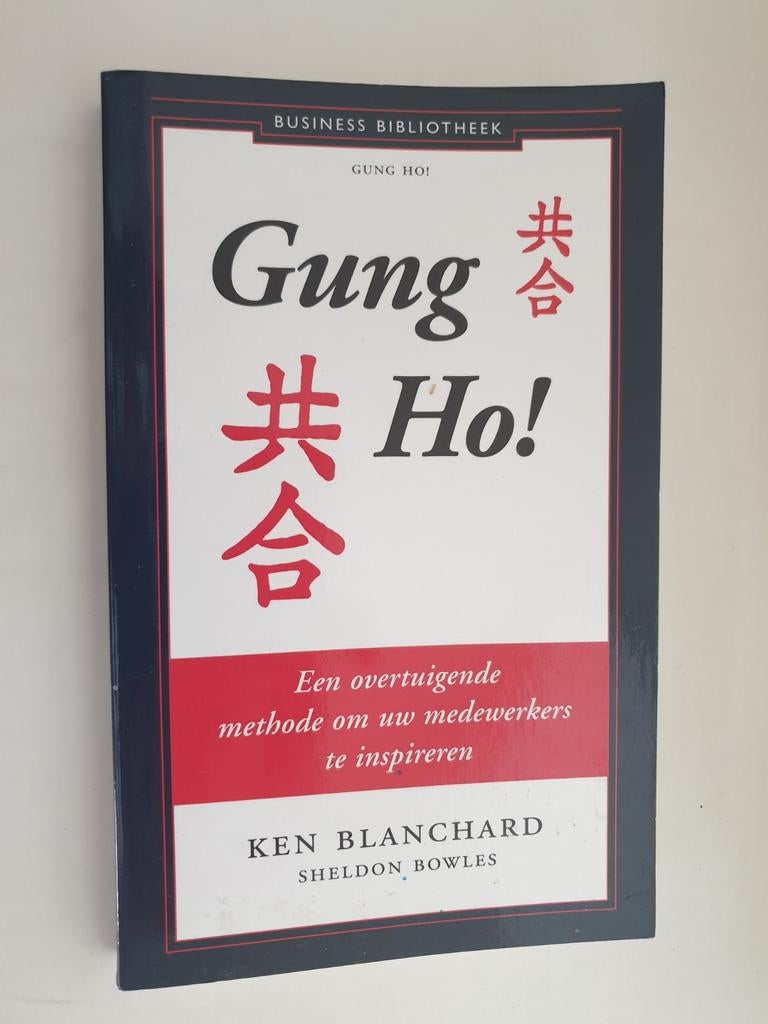 BUSINESS BIBLIOTHEEK
GUNG HO!
Gung
共
合
Ho!
共
合
Een overtuigende
methode om uw medewerkers
te inspireren
KEN BLANCHARD
SHELDON BOWLES